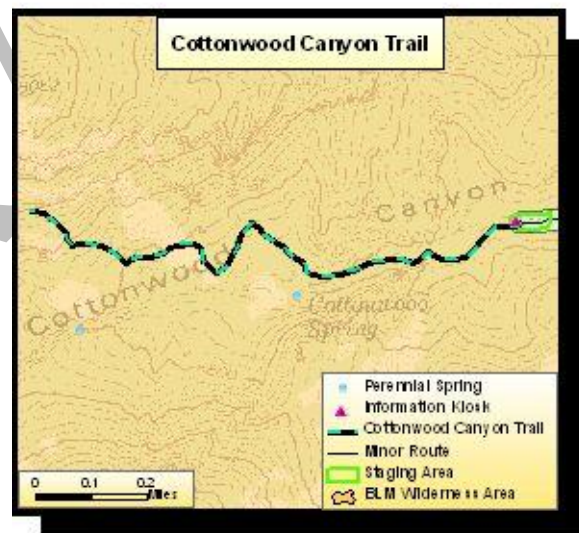 Cottonwood Canyon Trail
Canyon
Cottonwood
Cottonwood
Spring
Perennial Spring
Information Kiosk
Cottonwood Canyon Trail
Minor Route
Staging Area
BLM Wilderness Area
0 0.1 0.2
Miles